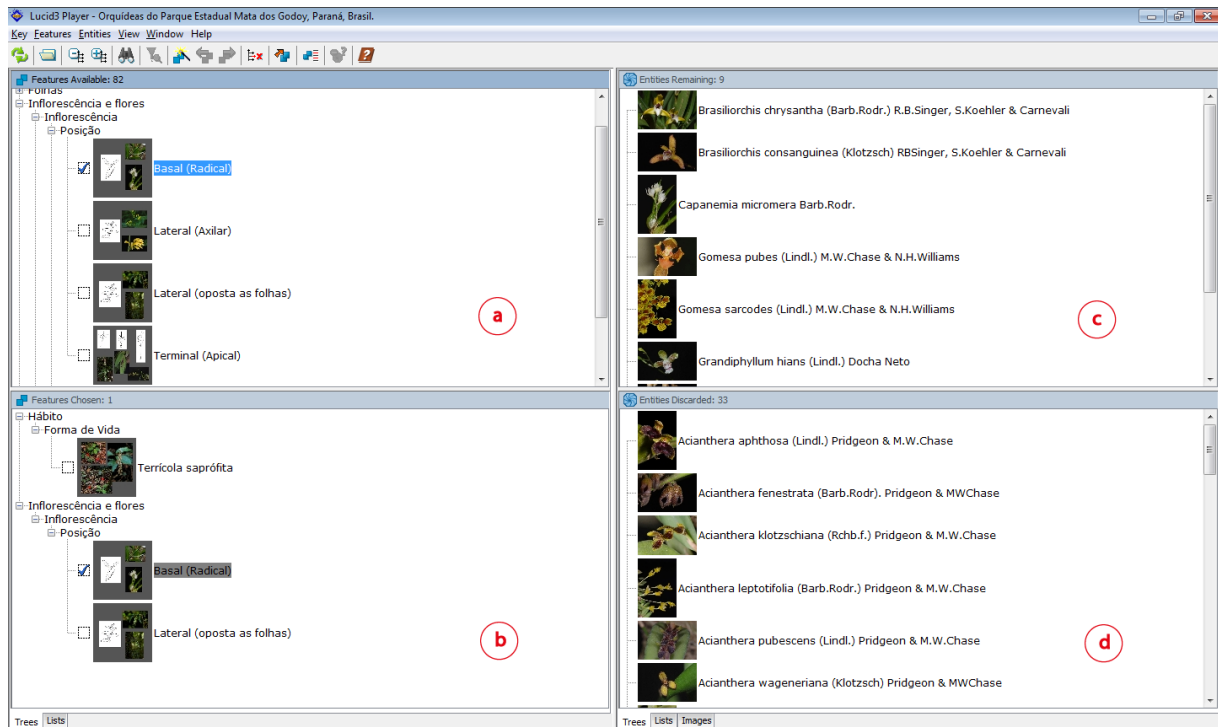 Lucid3 Player - Orquídeas do Parque Estadual Mata dos Godoy, Paraná, Brasil.
Key Features Entities View Window Help
Features Available: 82
Folhas
Inflorescência e flores
Inflorescência
Posição
Basal (Radical)
Lateral (Axilar)
Lateral (oposta as folhas)
Terminal (Apical)
a
Features Chosen: 1
Hábito
Forma de Vida
Terrícola saprófita
Inflorescência e flores
Inflorescência
Posição
Basal (Radical)
Lateral (oposta as folhas)
b
Trees Lists
Entities Remaining: 9
Brasiliorchis chrysantha (Barb.Rodr.) R.B.Singer, S.Koehler & Carnevali
Brasiliorchis consanguinea (Klotzsch) RBSinger, S.Koehler & Carnevali
Capanemia micromera Barb.Rodr.
Gomesa pubes (Lindl.) M.W.Chase & N.H.Williams
Gomesa sarcodes (Lindl.) M.W.Chase & N.H.Williams
Grandiphyllum hians (Lindl.) Docha Neto
c
Entities Discarded: 33
Acianthera aphthosa (Lindl.) Pridgeon & M.W.Chase
Acianthera fenestrata (Barb.Rodr). Pridgeon & MWChase
Acianthera klotzschiana (Rchb.f.) Pridgeon & M.W.Chase
Acianthera leptotifolia (Barb.Rodr.) Pridgeon & M.W.Chase
Acianthera pubescens (Lindl.) Pridgeon & M.W.Chase
Acianthera wageneriana (Klotzsch) Pridgeon & MWChase
d
Trees Lists Images